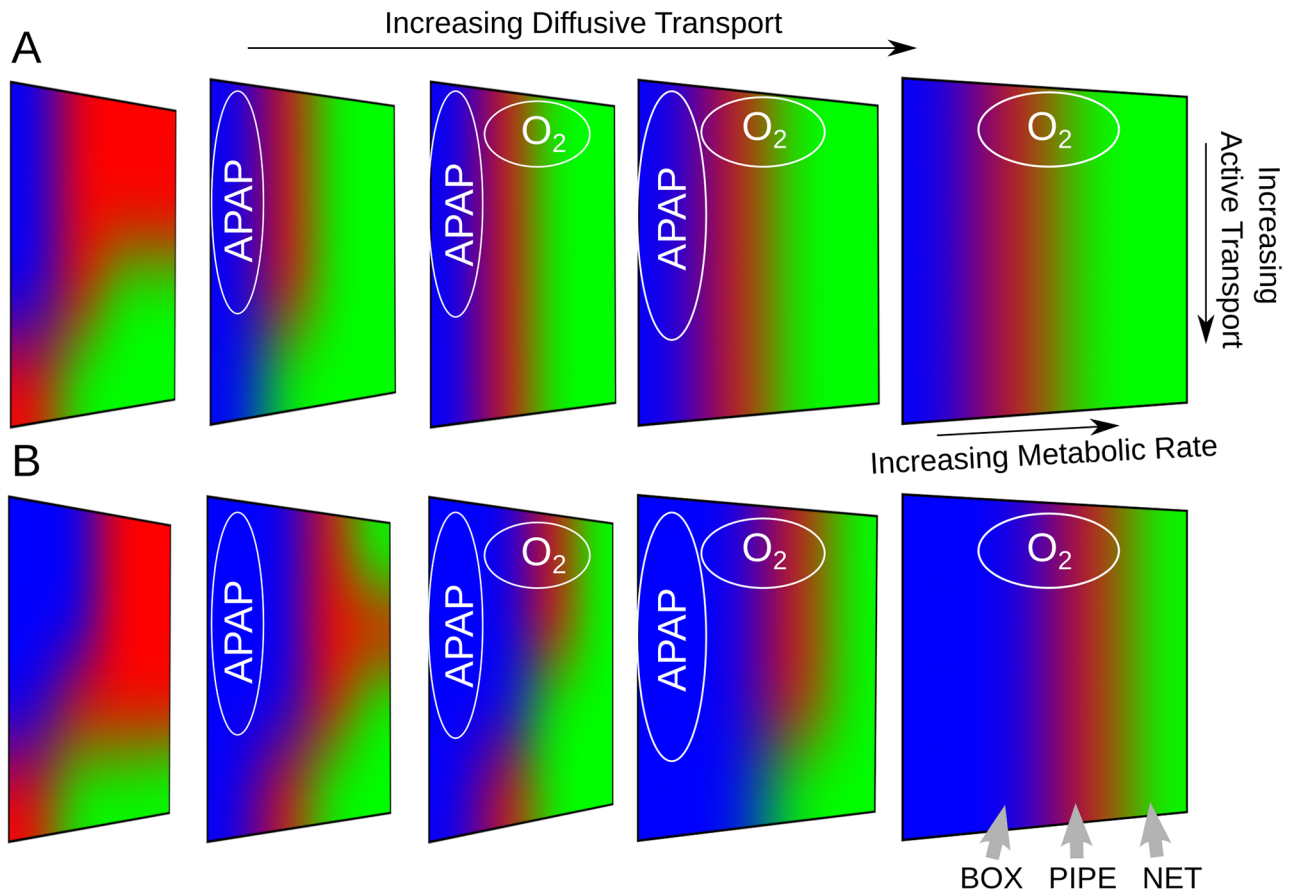 A
Increasing Diffusive Transport
APAP
APAP
O₂
APAP
O₂
O₂
Increasing
Active Transport
Increasing Metabolic Rate
B
APAP
APAP
O₂
APAP
O₂
O₂
BOX
PIPE
NET